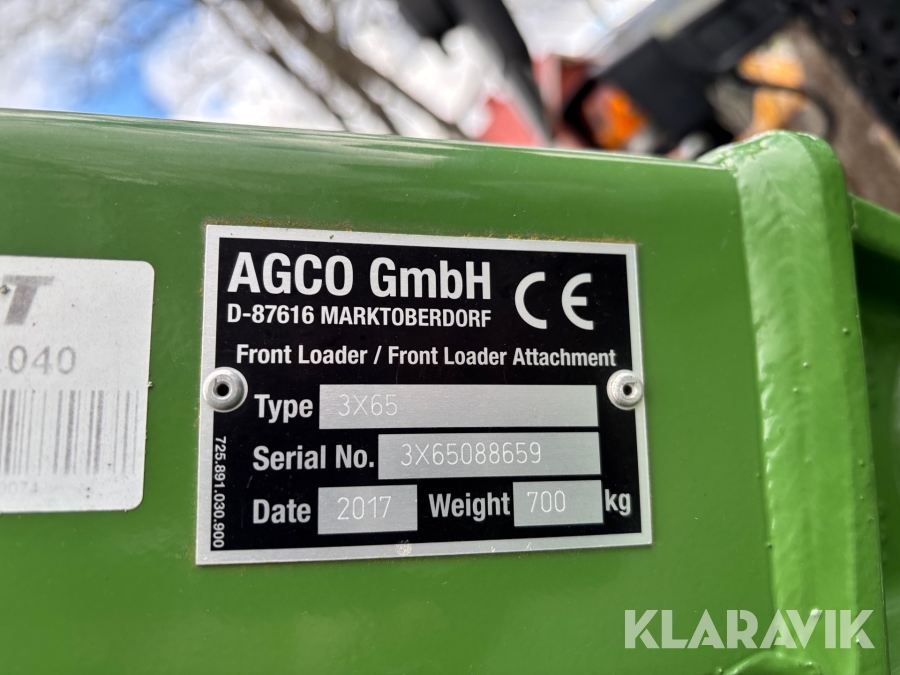 AGCO GmbH
D-87616 MARKTOBERDORF
CE
Front Loader / Front Loader Attachment
Type 3X65
Serial No. 3X65088659
Date 2017 Weight 700 kg
725.891.030.900
T
040
KLARAVIK